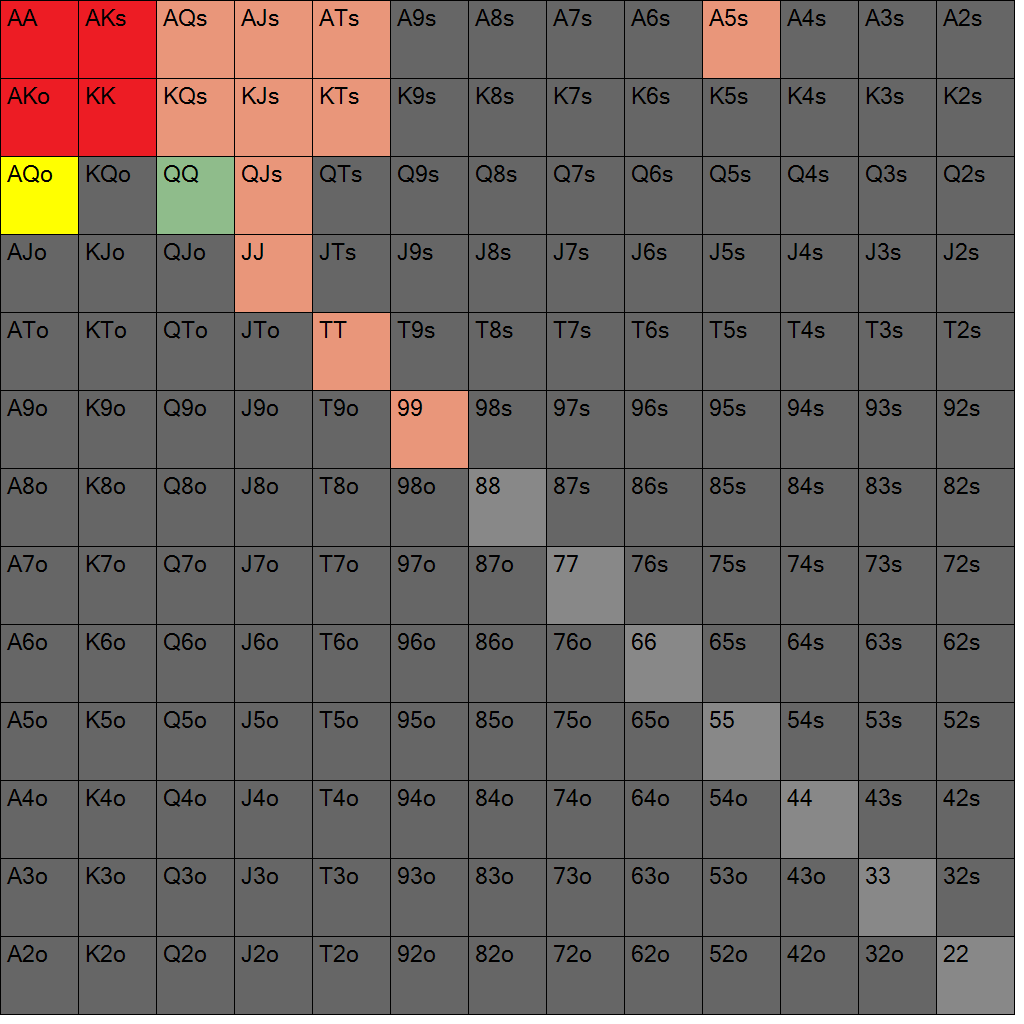 AA AKs AQs AJs ATs A9s A8s A7s A6s A5s A4s A3s A2s
AKo KK KQs KJs KTs K9s K8s K7s K6s K5s K4s K3s K2s
AQo KQo QQ QJs QTs Q9s Q8s Q7s Q6s Q5s Q4s Q3s Q2s
AJo KJo QJo JJ JTs J9s J8s J7s J6s J5s J4s J3s J2s
ATo KTo QTo JTo TT T9s T8s T7s T6s T5s T4s T3s T2s
A9o K9o Q9o J9o T9o 99 98s 97s 96s 95s 94s 93s 92s
A8o K8o Q8o J8o T8o 98o 88 87s 86s 85s 84s 83s 82s
A7o K7o Q7o J7o T7o 97o 87o 77 76s 75s 74s 73s 72s
A6o K6o Q6o J6o T6o 96o 86o 76o 66 65s 64s 63s 62s
A5o K5o Q5o J5o T5o 95o 85o 75o 65o 55 54s 53s 52s
A4o K4o Q4o J4o T4o 94o 84o 74o 64o 54o 44 43s 42s
A3o K3o Q3o J3o T3o 93o 83o 73o 63o 53o 43o 33 32s
A2o K2o Q2o J2o T2o 92o 82o 72o 62o 52o 42o 32o 22